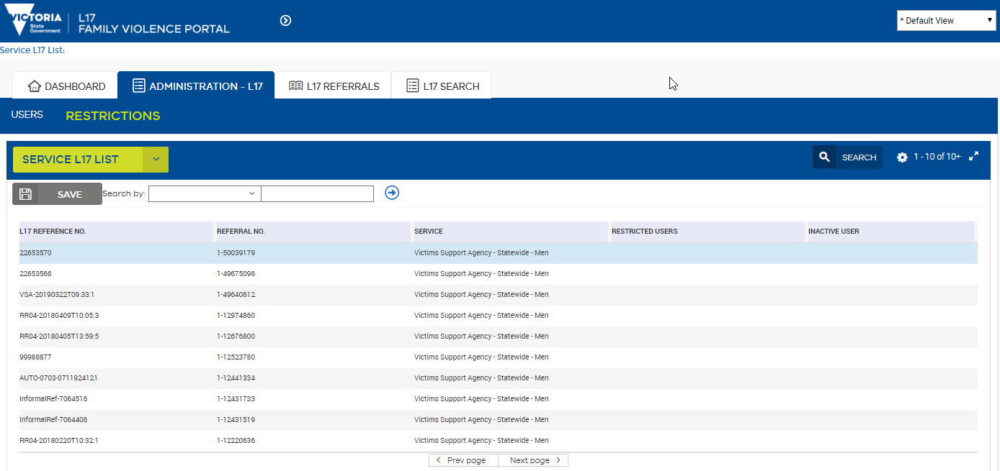 VICTORIA
State
Government
L17
FAMILY VIOLENCE PORTAL
* Default View
Service L17 List:
DASHBOARD
ADMINISTRATION - L17
L17 REFERRALS
L17 SEARCH
USERS
RESTRICTIONS
SERVICE L17 LIST
SEARCH
1 - 10 of 10+
SAVE
Search by:
L17 REFERENCE NO. REFERRAL NO. SERVICE RESTRICTED USERS INACTIVE USER
22653570 1-50039179 Victims Support Agency - Statewide - Men
22653566 1-49675096 Victims Support Agency - Statewide - Men
VSA-20190322T09:33:1 1-49640612 Victims Support Agency - Statewide - Men
RR04-20180409T10:05:3 1-12974860 Victims Support Agency - Statewide - Men
RR04-20180405T13:59:5 1-12676800 Victims Support Agency - Statewide - Men
99988877 1-12523780 Victims Support Agency - Statewide - Men
AUTO-0703-0711924121 1-12441334 Victims Support Agency - Statewide - Men
InformalRef-7064516 1-12431733 Victims Support Agency - Statewide - Men
InformalRef-7064406 1-12431519 Victims Support Agency - Statewide - Men
RR04-20180220T10:32:1 1-12220636 Victims Support Agency - Statewide - Men
Prev page Next page